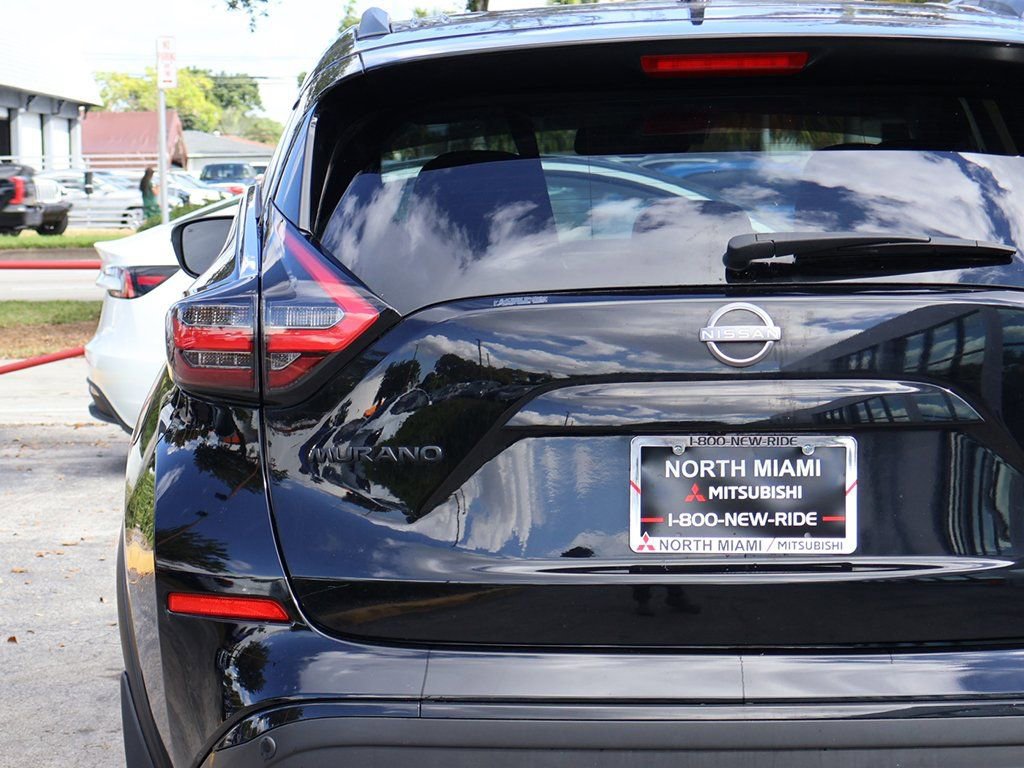 NISSAN
MURANO
1-800-NEW-RIDE
NORTH MIAMI
MITSUBISHI
1-800-NEW-RIDE
NORTH MIAMI / MITSUBISHI